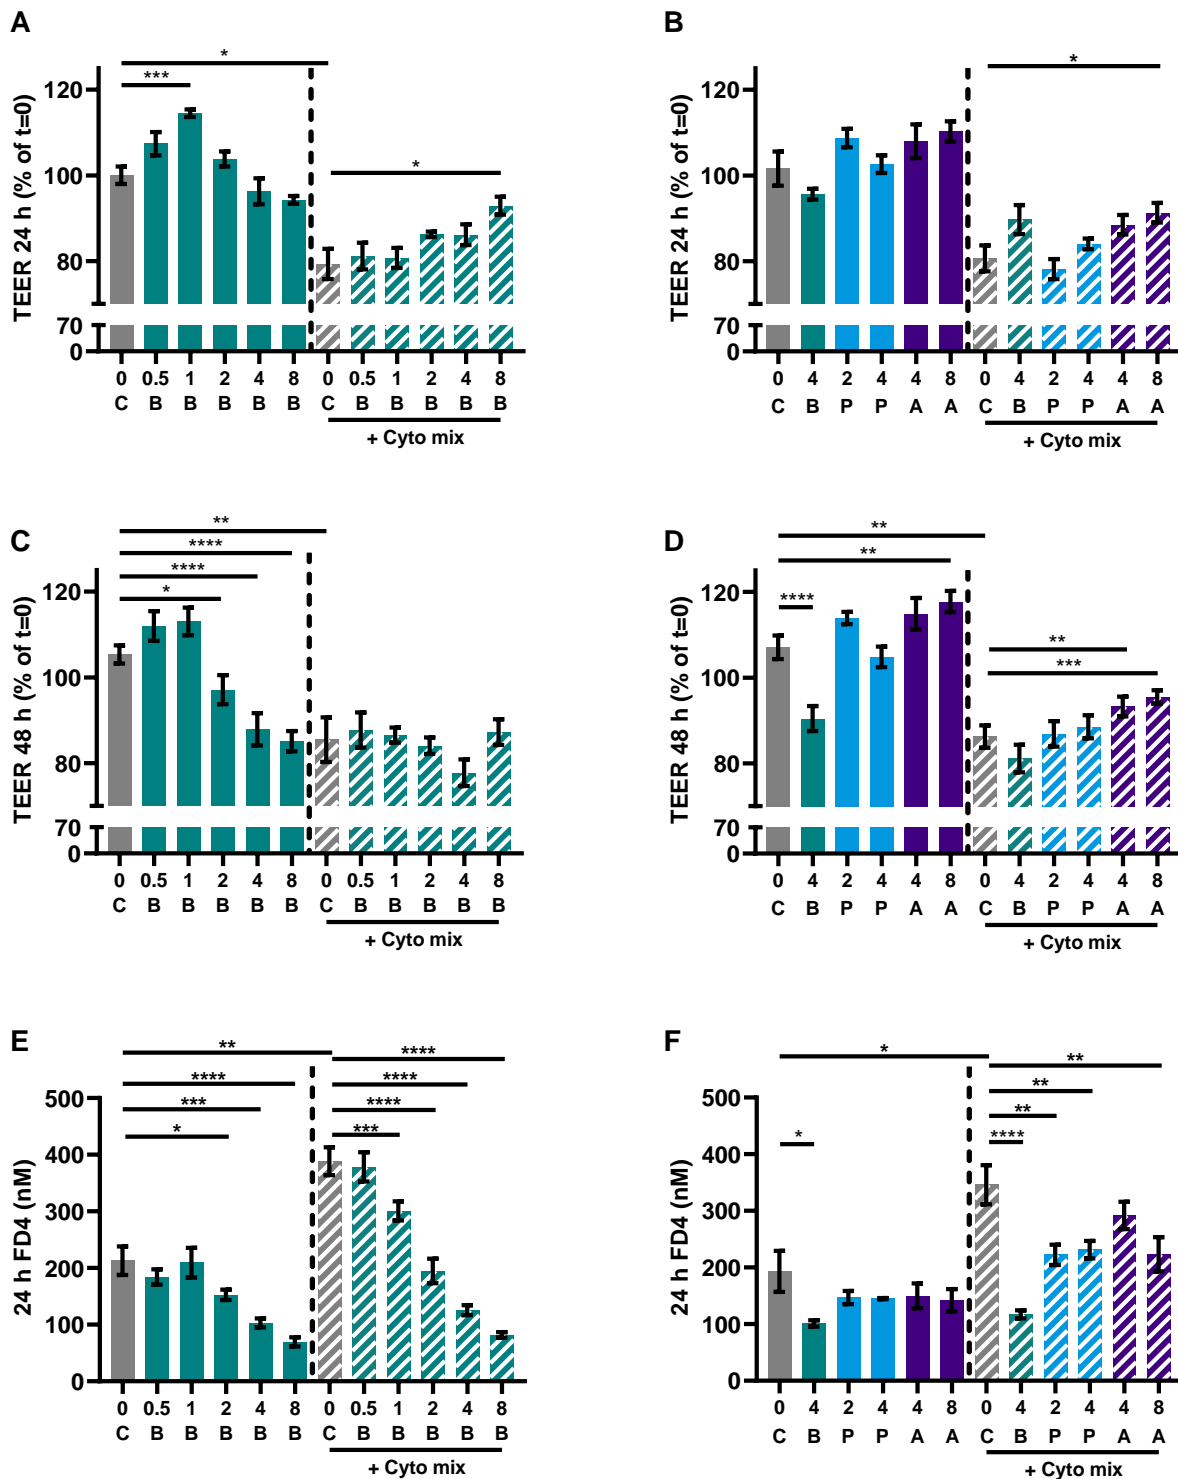 A
TEER 24 h (% of t=0)
120
100
80
70
0
*
***
*
0 0.5 1 2 4 8 0 0.5 1 2 4 8
C B B B B B C B B B B B
+ Cyto mix
B
TEER 24 h (% of t=0)
120
100
80
70
0
*
0 4 2 4 4 8 0 4 2 4 4 8
C B P P A A C B P P A A
+ Cyto mix
C
TEER 48 h (% of t=0)
120
100
80
70
0
**
****
****
*
0 0.5 1 2 4 8 0 0.5 1 2 4 8
C B B B B B C B B B B B
+ Cyto mix
D
TEER 48 h (% of t=0)
120
100
80
70
0
**
**
****
**
***
0 4 2 4 4 8 0 4 2 4 4 8
C B P P A A C B P P A A
+ Cyto mix
E
24 h FD4 (nM)
500
400
300
200
100
0
**
****
***
*
****
****
****
***
0 0.5 1 2 4 8 0 0.5 1 2 4 8
C B B B B B C B B B B B
+ Cyto mix
F
24 h FD4 (nM)
500
400
300
200
100
0
*
*
**
**
**
****
0 4 2 4 4 8 0 4 2 4 4 8
C B P P A A C B P P A A
+ Cyto mix